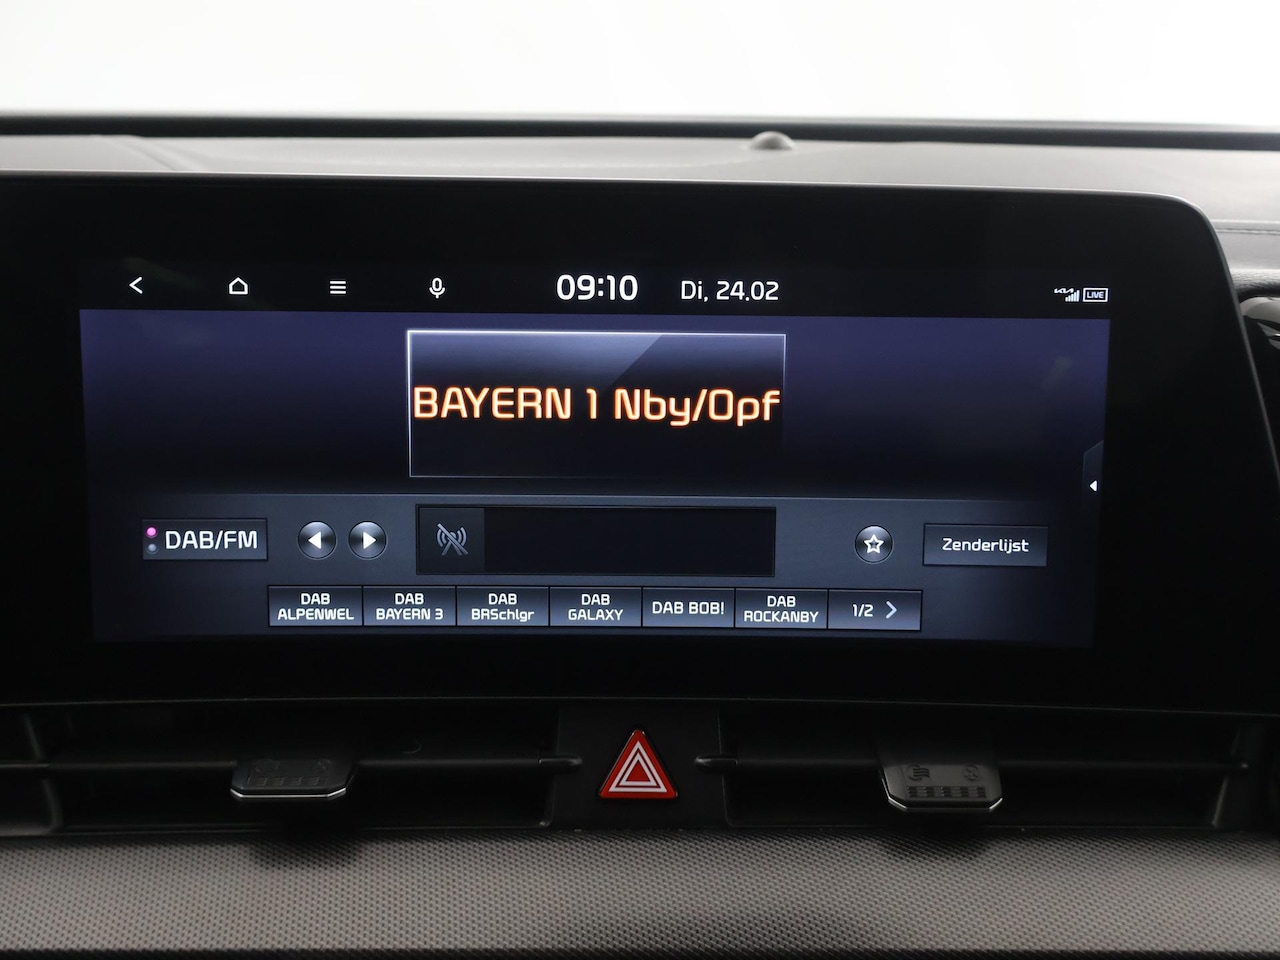 09:10 Di, 24.02
KIA LIVE
BAYERN 1 Nby/Opf
DAB/FM
Zenderlijst
DAB ALPENWEL
DAB BAYERN 3
DAB BRSchlgr
DAB GALAXY
DAB BOB!
DAB ROCKANBY
1/2